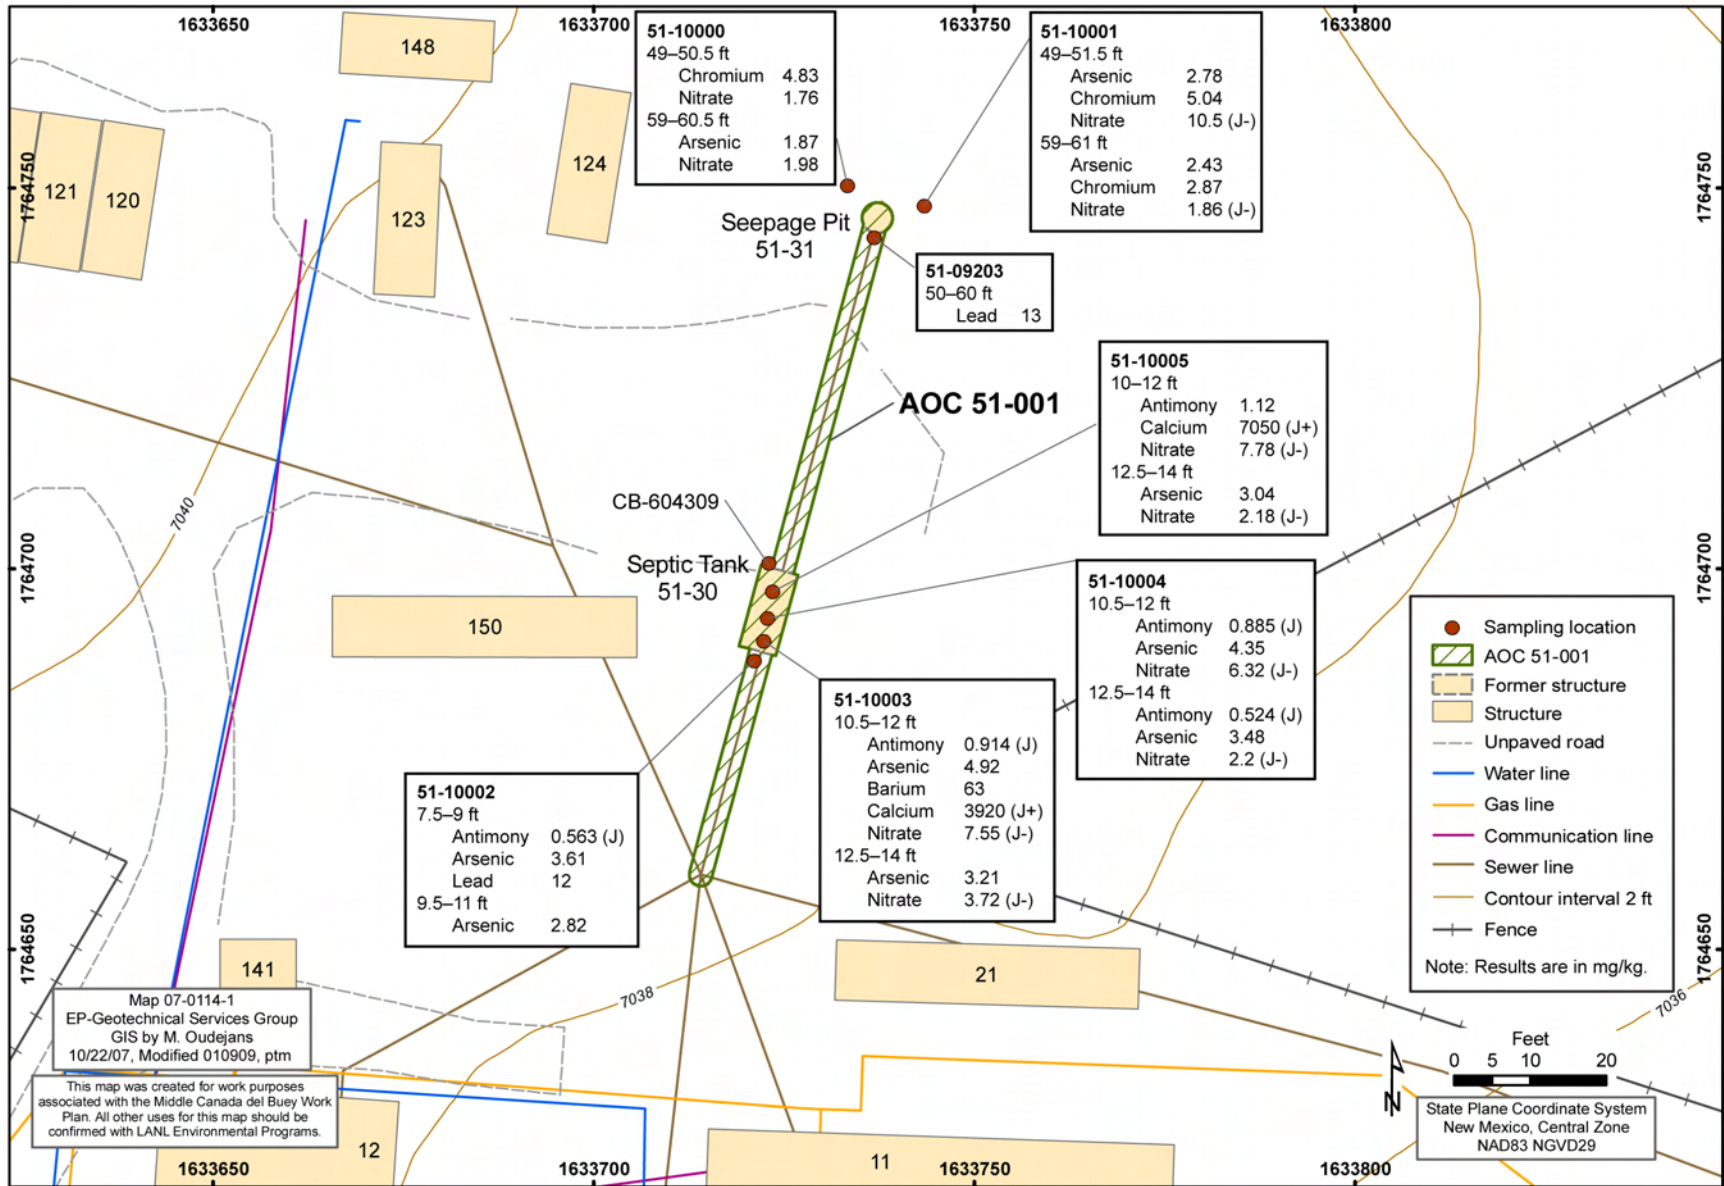 1633650
1633700
1633750
1633800
148
51-10000
49–50.5 ft
Chromium 4.83
Nitrate 1.76
59–60.5 ft
Arsenic 1.87
Nitrate 1.98
51-10001
49–51.5 ft
Arsenic 2.78
Chromium 5.04
Nitrate 10.5 (J-)
59–61 ft
Arsenic 2.43
Chromium 2.87
Nitrate 1.86 (J-)
1764750
121
120
123
124
1764750
Seepage Pit
51-31
51-09203
50–60 ft
Lead 13
AOC 51-001
51-10005
10–12 ft
Antimony 1.12
Calcium 7050 (J+)
Nitrate 7.78 (J-)
12.5–14 ft
Arsenic 3.04
Nitrate 2.18 (J-)
7040
CB-604309
1764700
Septic Tank
51-30
150
1764700
51-10004
10.5–12 ft
Antimony 0.885 (J)
Arsenic 4.35
Nitrate 6.32 (J-)
12.5–14 ft
Antimony 0.524 (J)
Arsenic 3.48
Nitrate 2.2 (J-)
51-10003
10.5–12 ft
Antimony 0.914 (J)
Arsenic 4.92
Barium 63
Calcium 3920 (J+)
Nitrate 7.55 (J-)
12.5–14 ft
Arsenic 3.21
Nitrate 3.72 (J-)
51-10002
7.5–9 ft
Antimony 0.563 (J)
Arsenic 3.61
Lead 12
9.5–11 ft
Arsenic 2.82
Sampling location
AOC 51-001
Former structure
Structure
Unpaved road
Water line
Gas line
Communication line
Sewer line
Contour interval 2 ft
Fence
Note: Results are in mg/kg.
1764650
141
21
1764650
7038
7036
Map 07-0114-1
EP-Geotechnical Services Group
GIS by M. Oudejans
10/22/07, Modified 010909, ptm
This map was created for work purposes
associated with the Middle Canada del Buey Work
Plan. All other uses for this map should be
confirmed with LANL Environmental Programs.
Feet
0 5 10 20
N
State Plane Coordinate System
New Mexico, Central Zone
NAD83 NGVD29
12
11
1633650
1633700
1633750
1633800